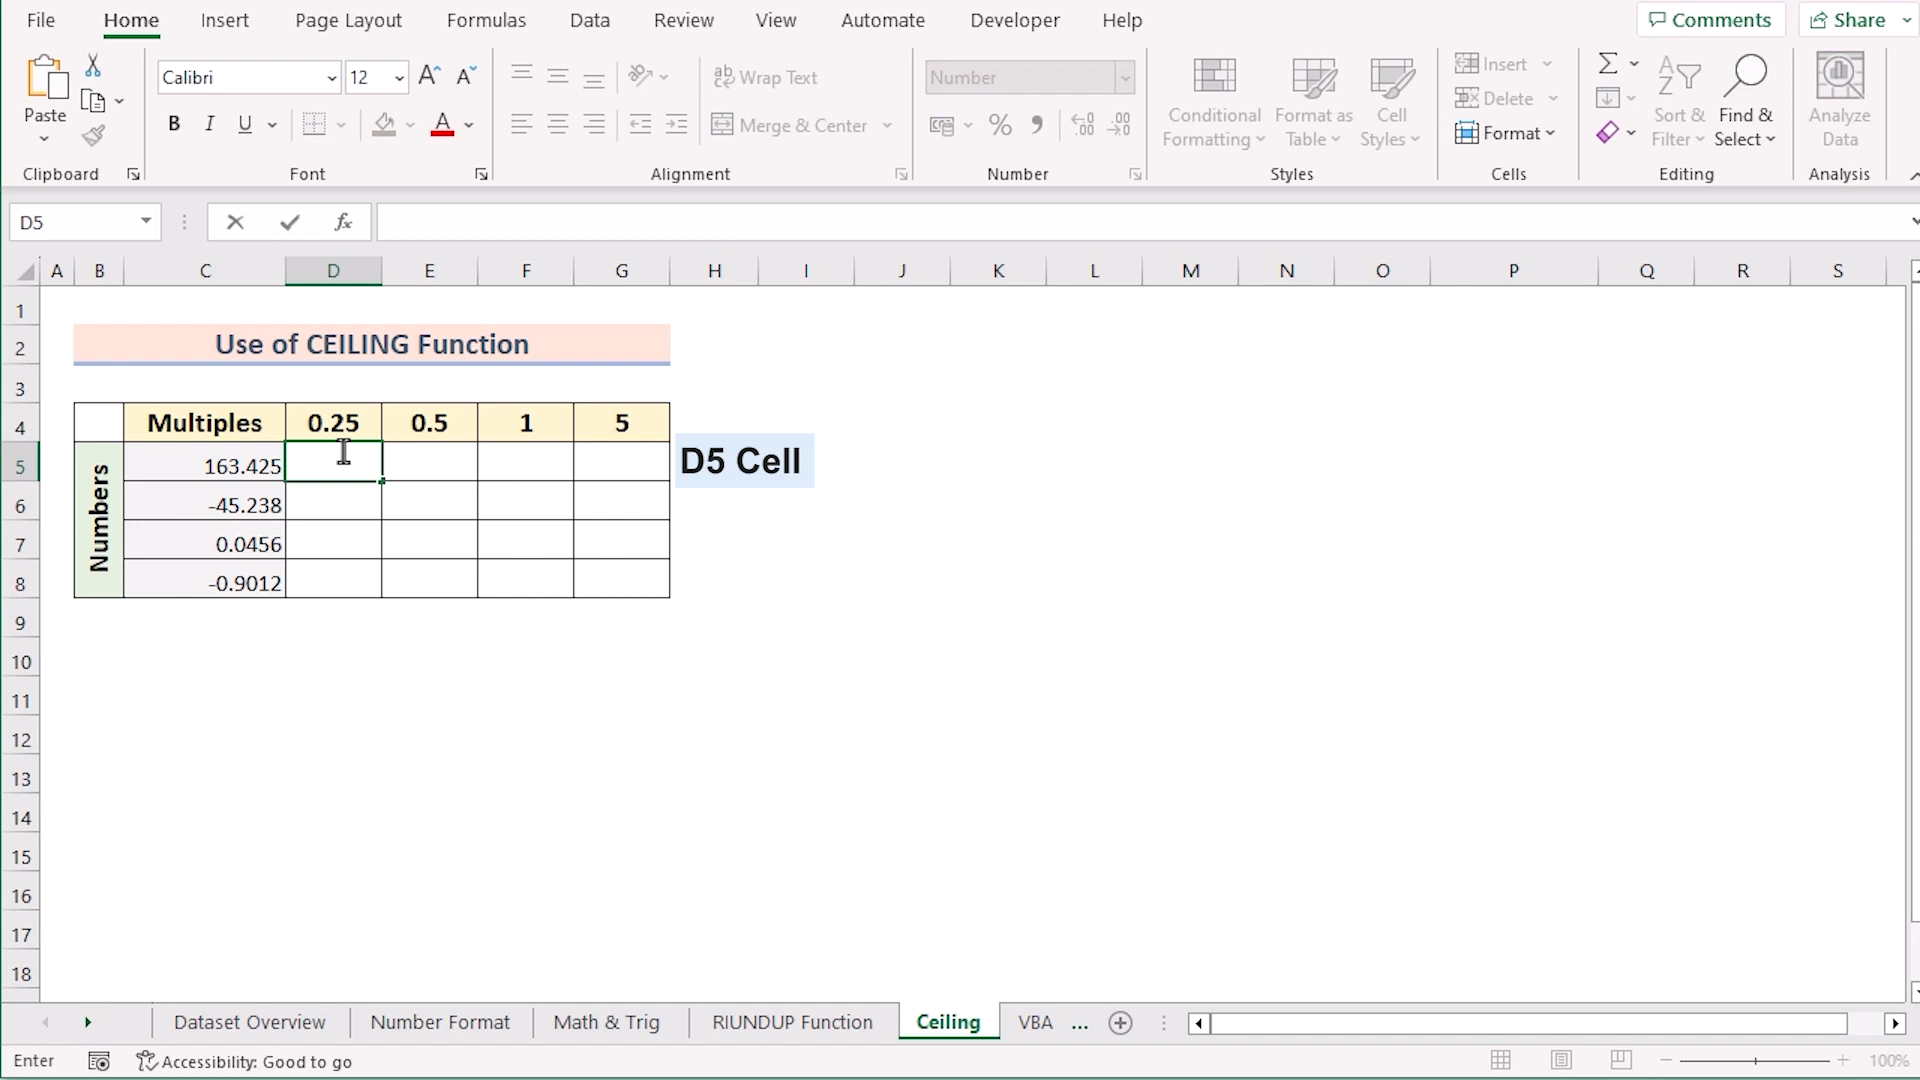 File Home Insert Page Layout Formulas Data Review View Automate Developer Help Comments Share
Calibri 12 A A ab Wrap Text Number Insert
Paste B I U A Merge & Center % Conditional Formatting Format as Table Cell Styles Delete Format Σ A Z Sort & Filter Find & Select Analyze Data
Clipboard Font Alignment Number Styles Cells Editing Analysis
D5 fx
A B C D E F G H I J K L M N O P Q R S
1
2 Use of CEILING Function
3
4 Multiples 0.25 0.5 1 5
5 163.425 D5 Cell
Numbers
6 -45.238
7 0.0456
8 -0.9012
9
10
11
12
13
14
15
16
17
18
Dataset Overview Number Format Math & Trig RIUNDUP Function Ceiling VBA ...
Enter Accessibility: Good to go 100%